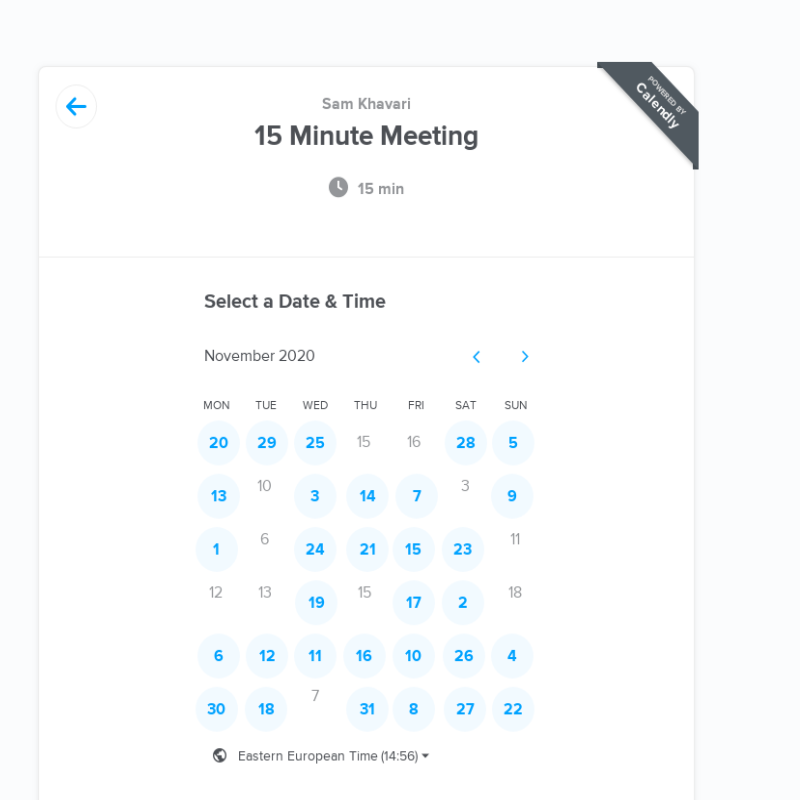 POWERED BY
Calendly
Sam Khavari
15 Minute Meeting
15 min
Select a Date & Time
November 2020
MON TUE WED THU FRI SAT SUN
20 29 25 15 16 28 5
13 10 3 14 7 3 9
1 6 24 21 15 23 11
12 13 19 15 17 2 18
6 12 11 16 10 26 4
30 18 7 31 8 27 22
Eastern European Time (14:56)